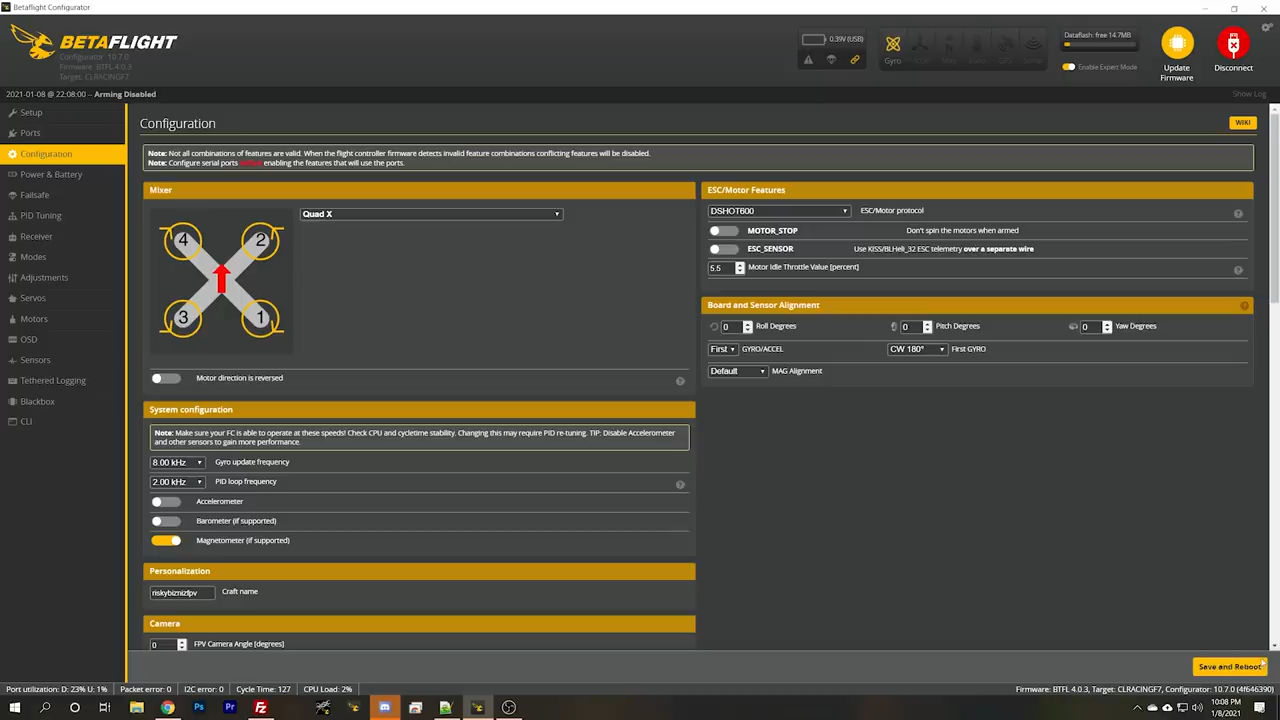 Betaflight Configurator
BETAFLIGHT
Configurator 10.7.0
Firmware: BTFL 4.0.3
Target: CLRACINGF7
0.39V (USB)
Gyro
Dataflash: free 14.7MB
Enable Expert Mode
Update
Firmware
Disconnect
2021-01-08 @ 22:08:00 -- Arming Disabled
Show Log
Setup
Ports
Configuration
Power & Battery
Failsafe
PID Tuning
Receiver
Modes
Adjustments
Servos
Motors
OSD
Sensors
Tethered Logging
Blackbox
CLI
Configuration
WIKI
Note: Not all combinations of features are valid. When the flight controller firmware detects invalid feature combinations conflicting features will be disabled.
Note: Configure serial ports enabling the features that will use the ports.
Mixer
4
2
3
1
Quad X
Motor direction is reversed
System configuration
Note: Make sure your FC is able to operate at these speeds! Check CPU and cycletime stability. Changing this may require PID re-tuning. TIP: Disable Accelerometer
and other sensors to gain more performance.
8.00 kHz Gyro update frequency
2.00 kHz PID loop frequency
Accelerometer
Barometer (if supported)
Magnetometer (if supported)
Personalization
riskybiznizfpv Craft name
Camera
0 FPV Camera Angle [degrees]
ESC/Motor Features
DSHOT600 ESC/Motor protocol
MOTOR_STOP Don't spin the motors when armed
ESC_SENSOR Use KISS/BLHeli_32 ESC telemetry over a separate wire
5.5 Motor Idle Throttle Value [percent]
Board and Sensor Alignment
0 Roll Degrees 0 Pitch Degrees 0 Yaw Degrees
First GYRO/ACCEL CW 180° First GYRO
Default MAG Alignment
Save and Reboot
Port utilization: D: 23% U: 1% Packet error: 0 I2C error: 0 Cycle Time: 127 CPU Load: 2%
Firmware: BTFL 4.0.3, Target: CLRACINGF7, Configurator: 10.7.0 (4f646390)
10:08 PM
1/8/2021